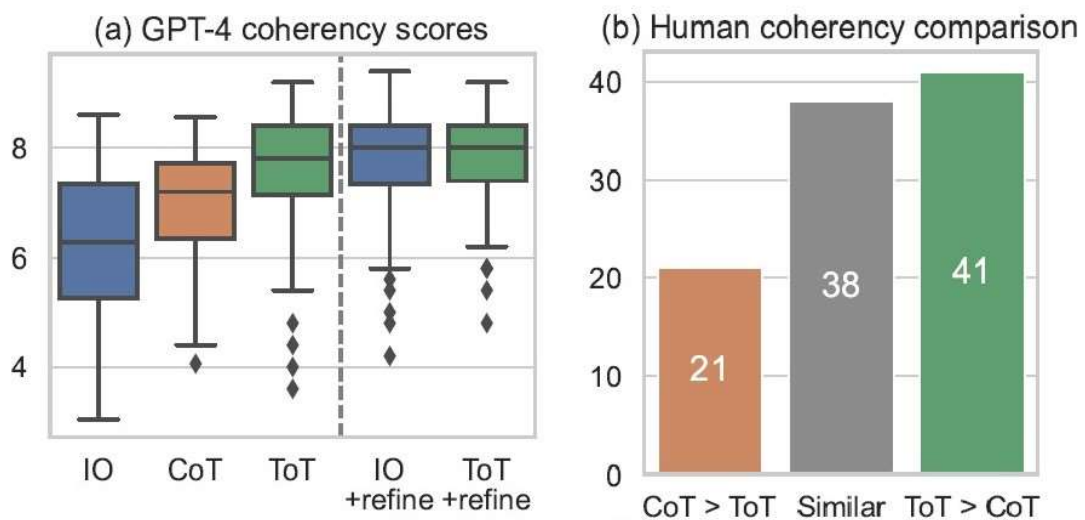 (a) GPT-4 coherency scores
8
6
4
IO CoT ToT IO ToT
+refine +refine
(b) Human coherency comparison
40
30
20
10
0
21
38
41
CoT > ToT Similar ToT > CoT